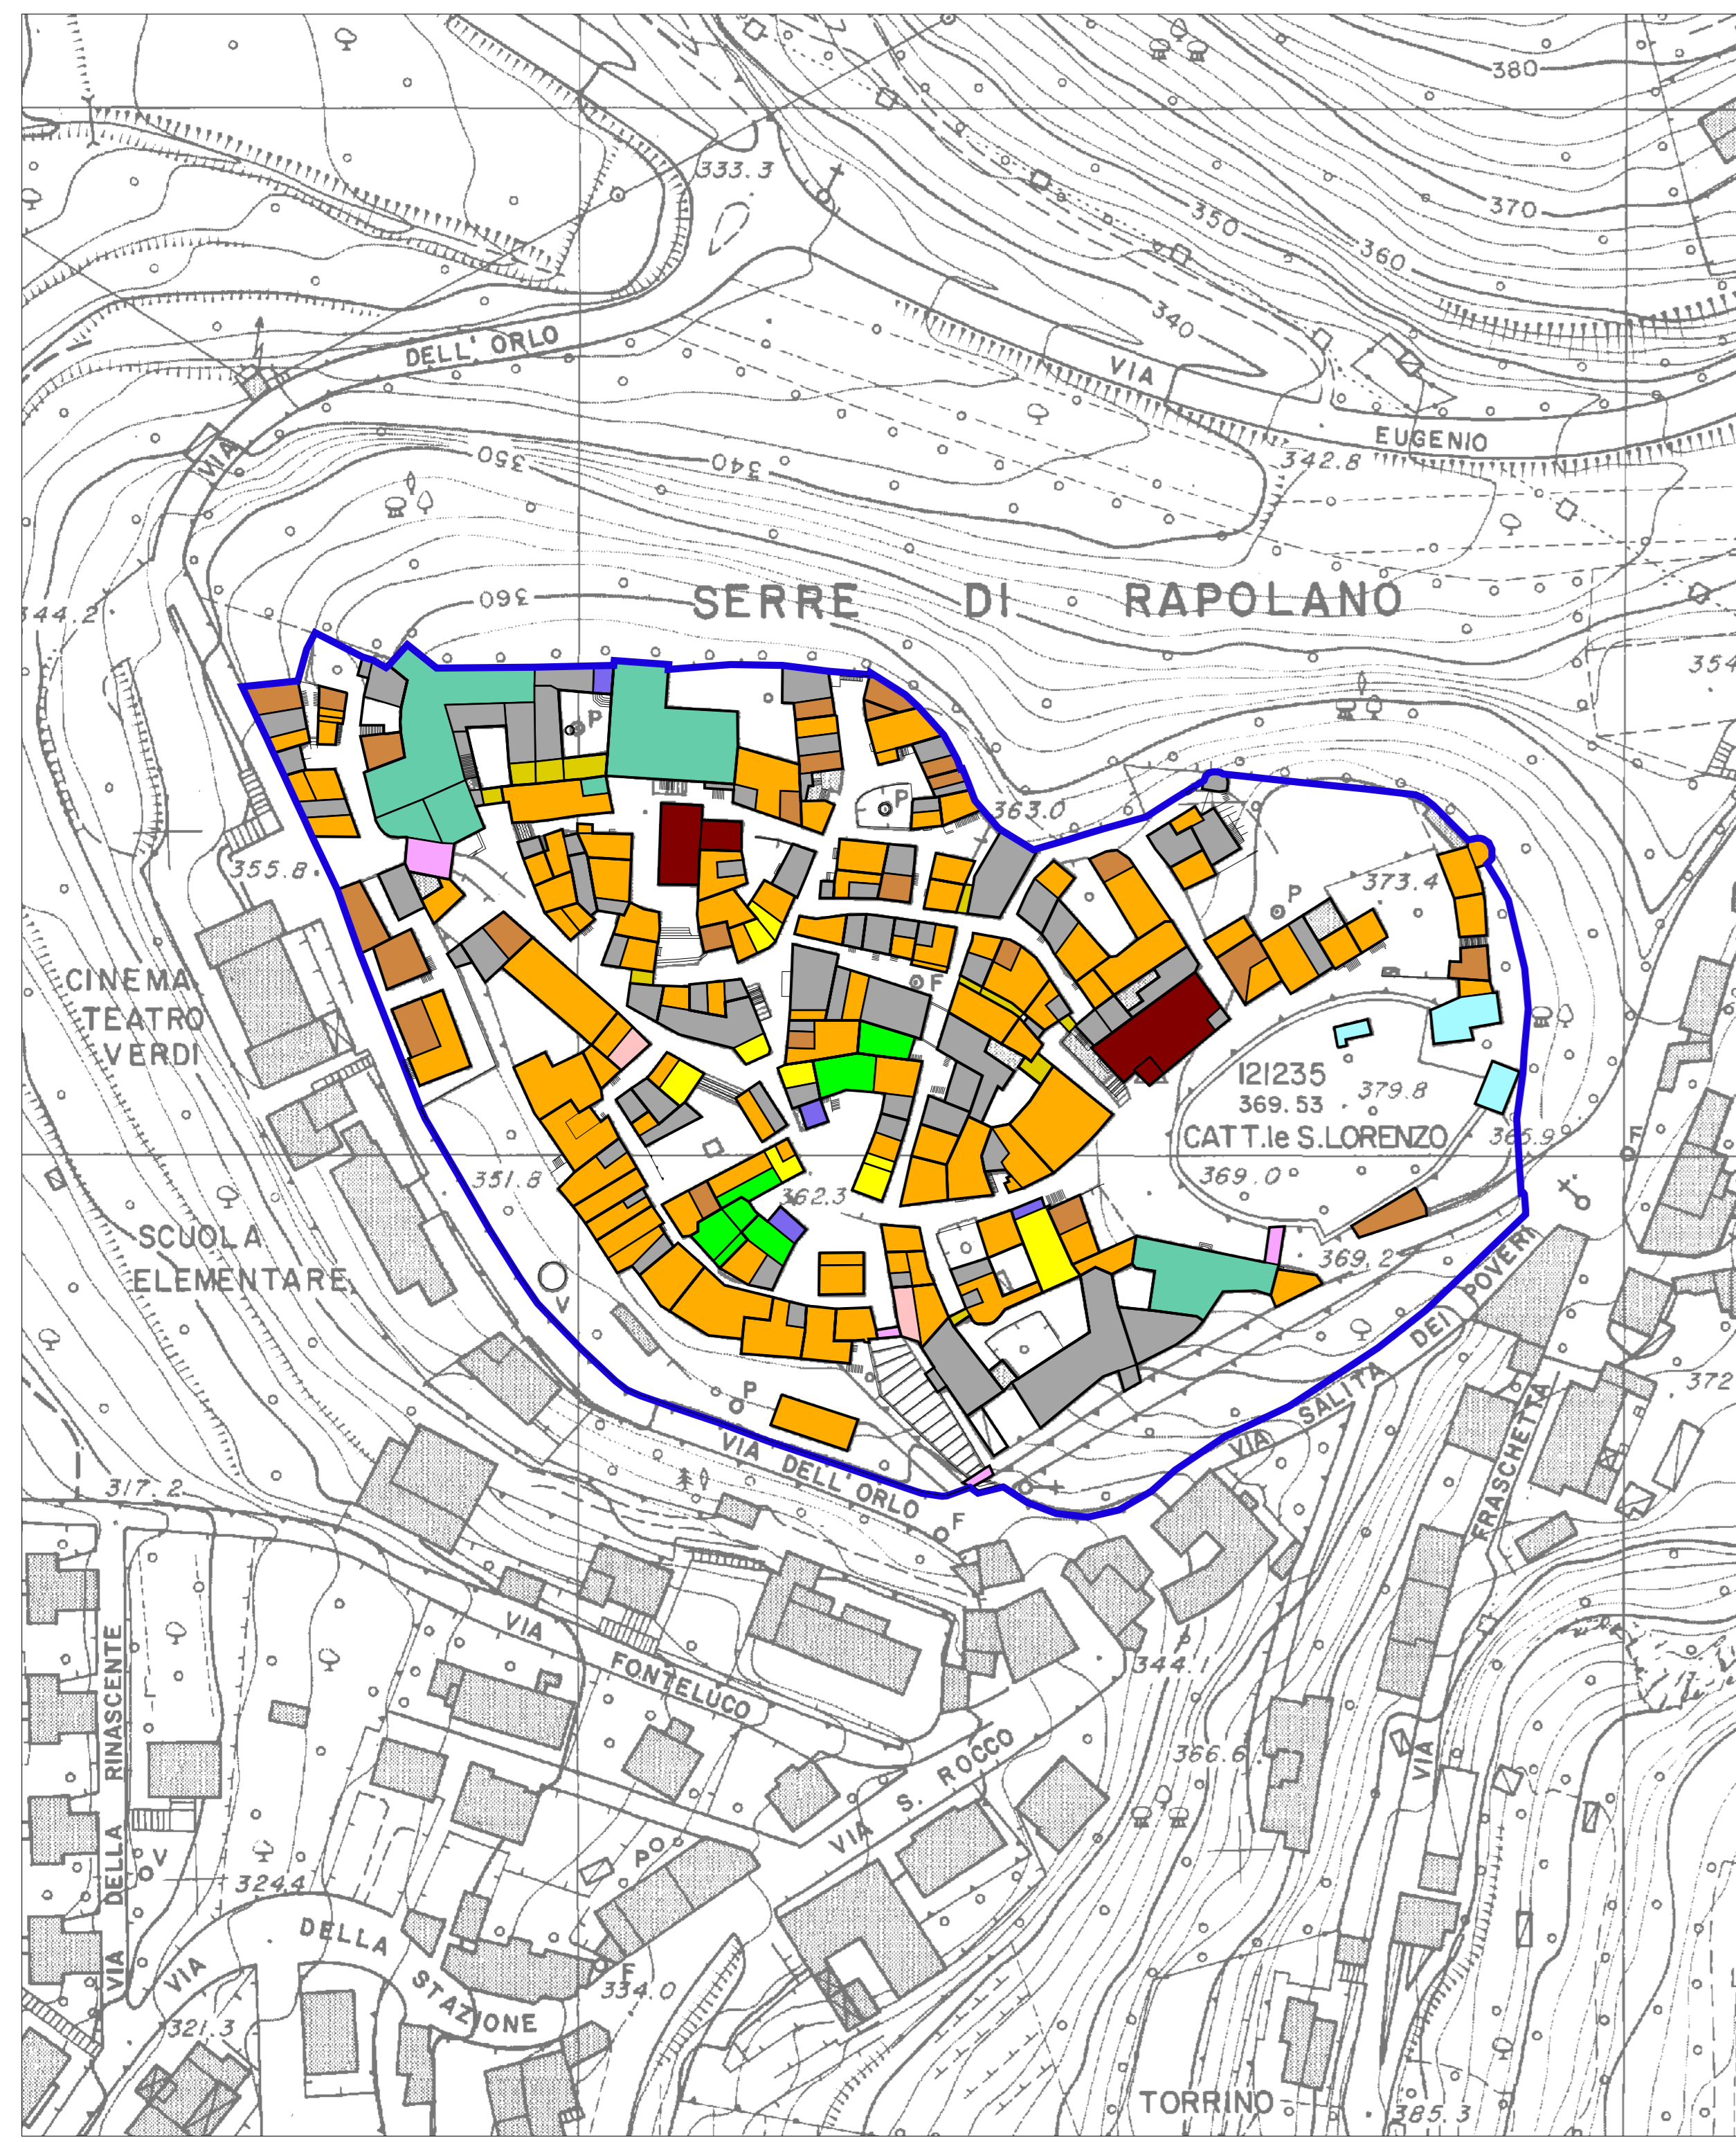 380
333.3
370
350
360
340
DELL' ORLO
VIA
EUGENIO
342.8
VIA
350
340
360
SERRE DI RAPOLANO
344.2
354
P
P
363.0
355.8
373.4
P
CINEMA
TEATRO
VERDI
F
121235
369.53
379.8
CATT.le S.LORENZO
365.9
F
369.0
351.8
362.3
SCUOLA
ELEMENTARE
369.2
V
VIA SALITA DEI POVERI
372
P
VIA DELL'ORLO
F
317.2
VIA FRASCHETTA
VIA FONTELUCO
344.1
VIA DELLA RINASCENTE
366.6
VIA S. ROCCO
P
V
324.4
VIA DELLA STAZIONE
F
334.0
321.3
TORRINO
385.3